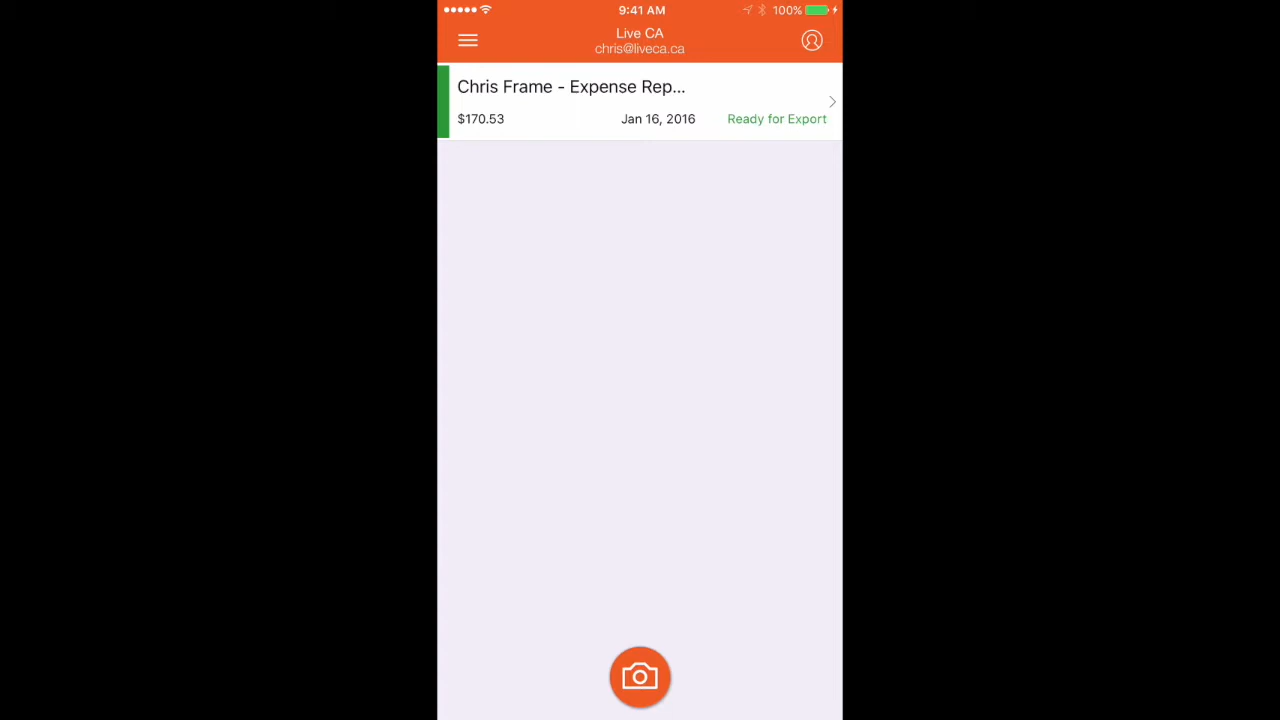 9:41 AM
100%
Live CA
chris@liveca.ca
Chris Frame - Expense Rep...
$170.53 Jan 16, 2016 Ready for Export